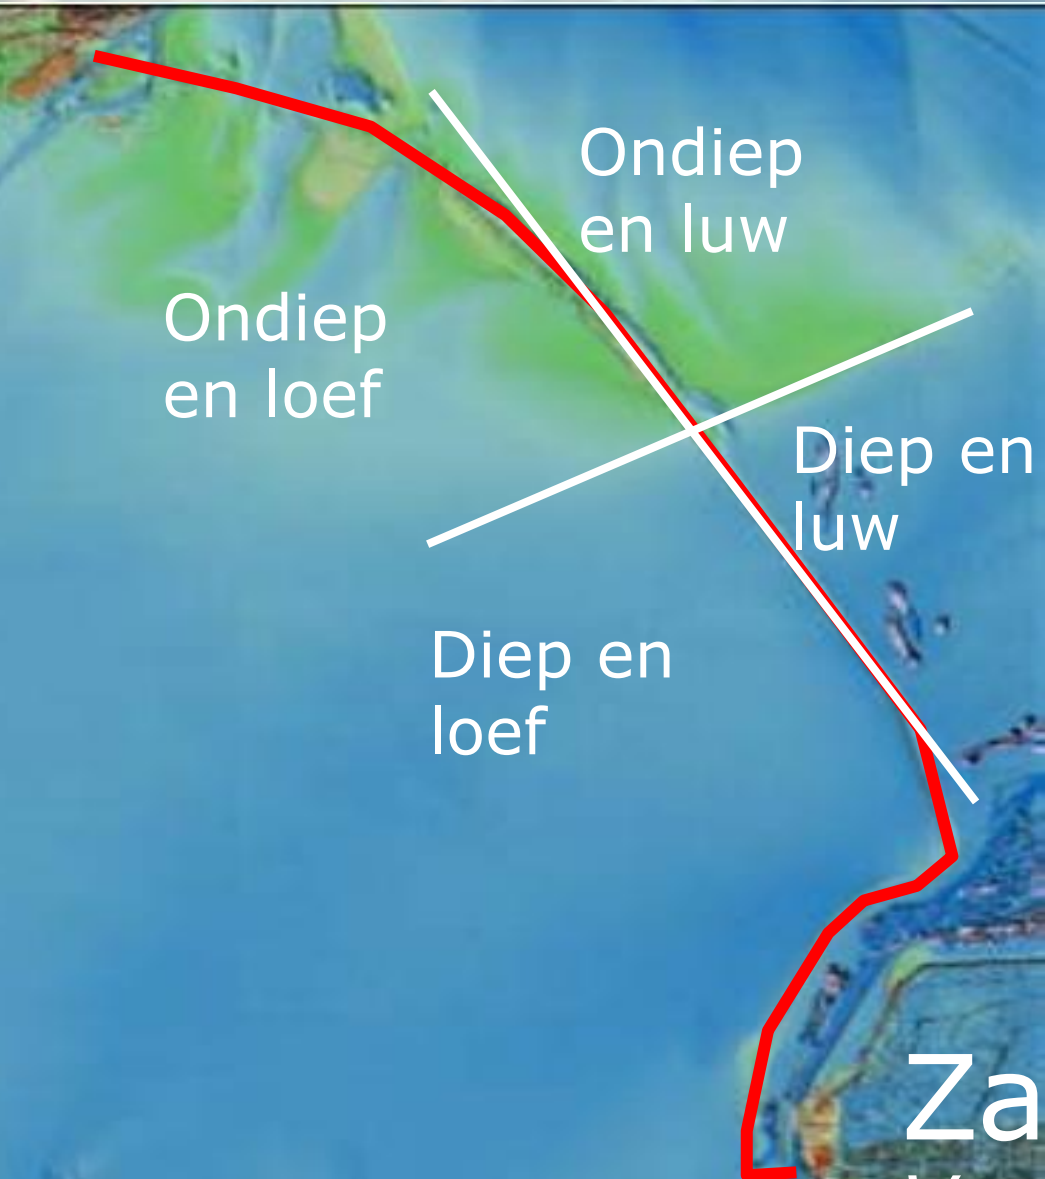 Ondiep
en luw
Ondiep
en loef
Diep en
luw
Diep en
loef
Za